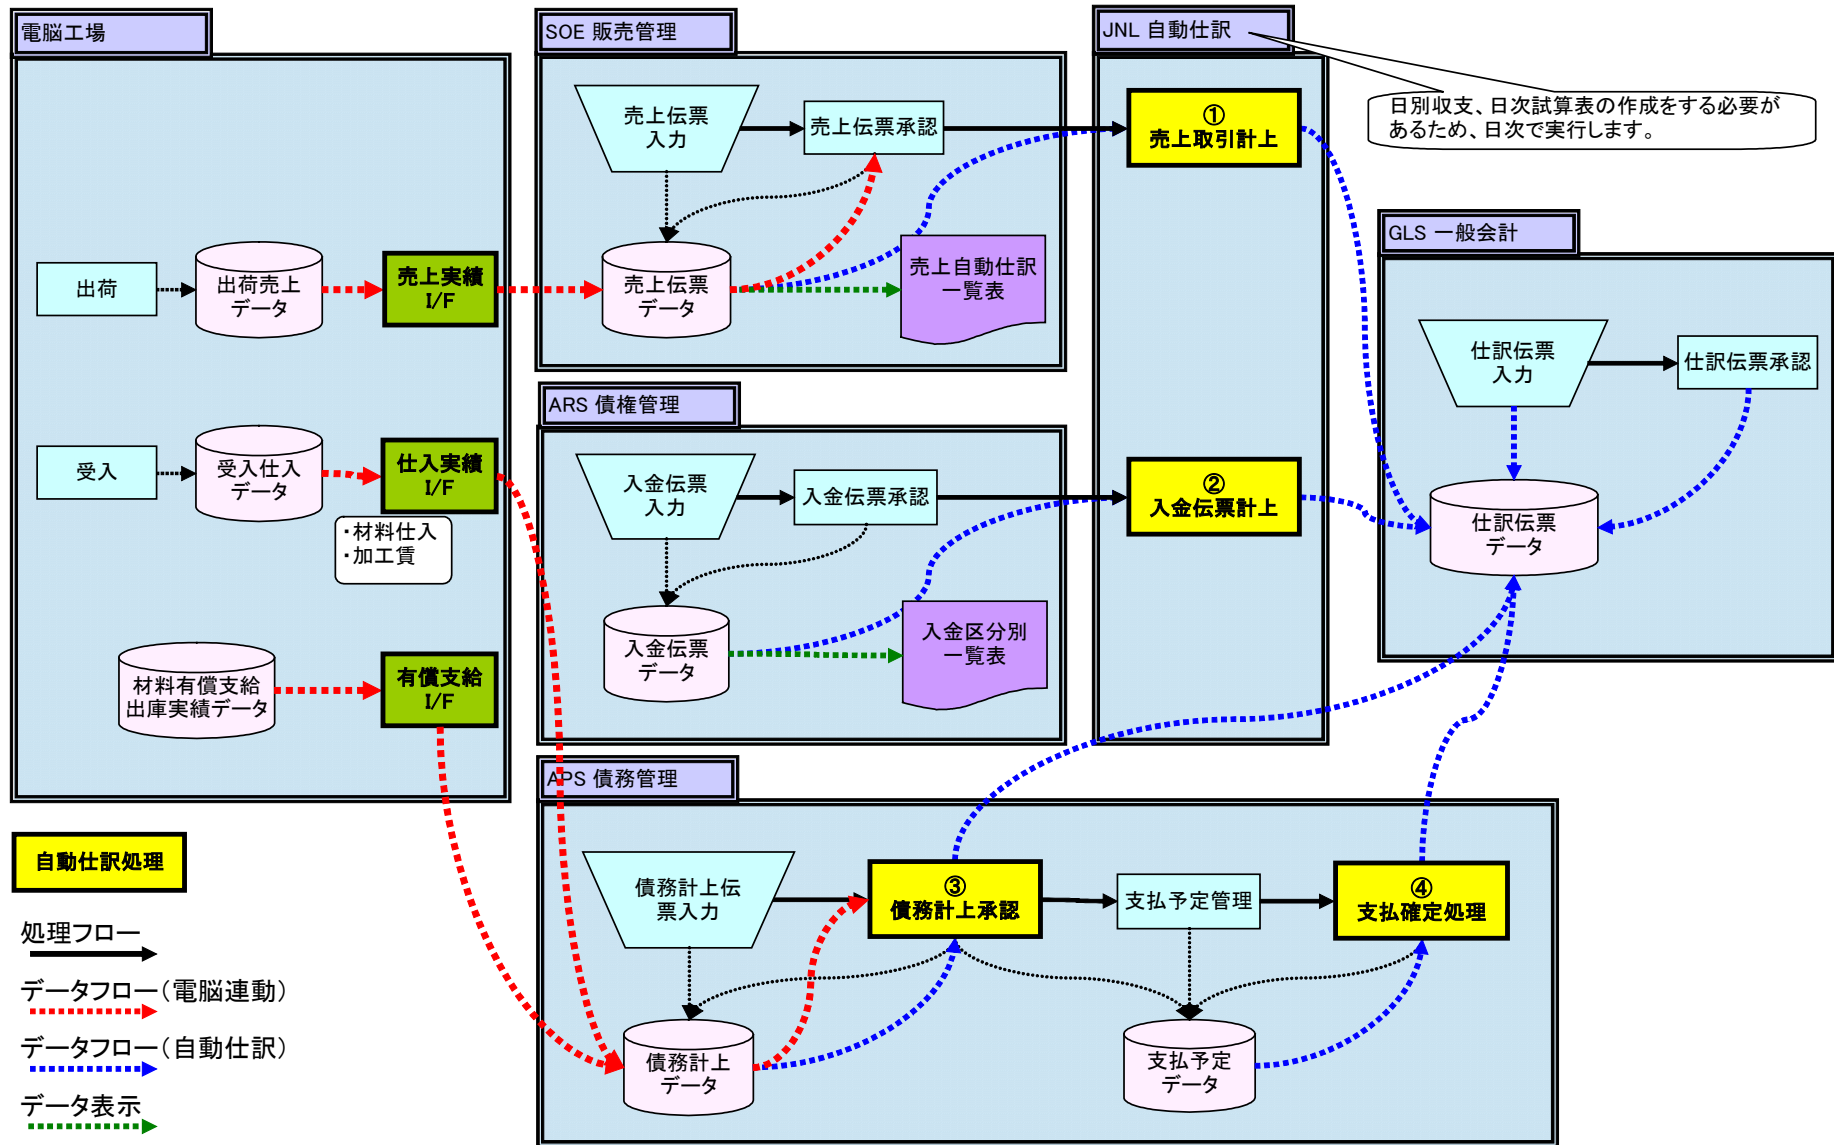 電脳工場
出荷
出荷売上
データ
売上実績
I/F
受入
受入仕入
データ
仕入実績
I/F
・材料仕入
・加工賃
材料有償支給
出庫実績データ
有償支給
I/F
SOE 販売管理
売上伝票
入力
売上伝票承認
売上伝票
データ
売上自動仕訳
一覧表
ARS 債権管理
入金伝票
入力
入金伝票承認
入金伝票
データ
入金区分別
一覧表
JNL 自動仕訳
日別収支、日次試算表の作成をする必要が
あるため、日次で実行します。
①
売上取引計上
②
入金伝票計上
GLS 一般会計
仕訳伝票
入力
仕訳伝票承認
仕訳伝票
データ
APS 債務管理
債務計上伝
票入力
③
債務計上承認
支払予定管理
④
支払確定処理
債務計上
データ
支払予定
データ
自動仕訳処理
処理フロー
データフロー（電脳連動）
データフロー（自動仕訳）
データ表示